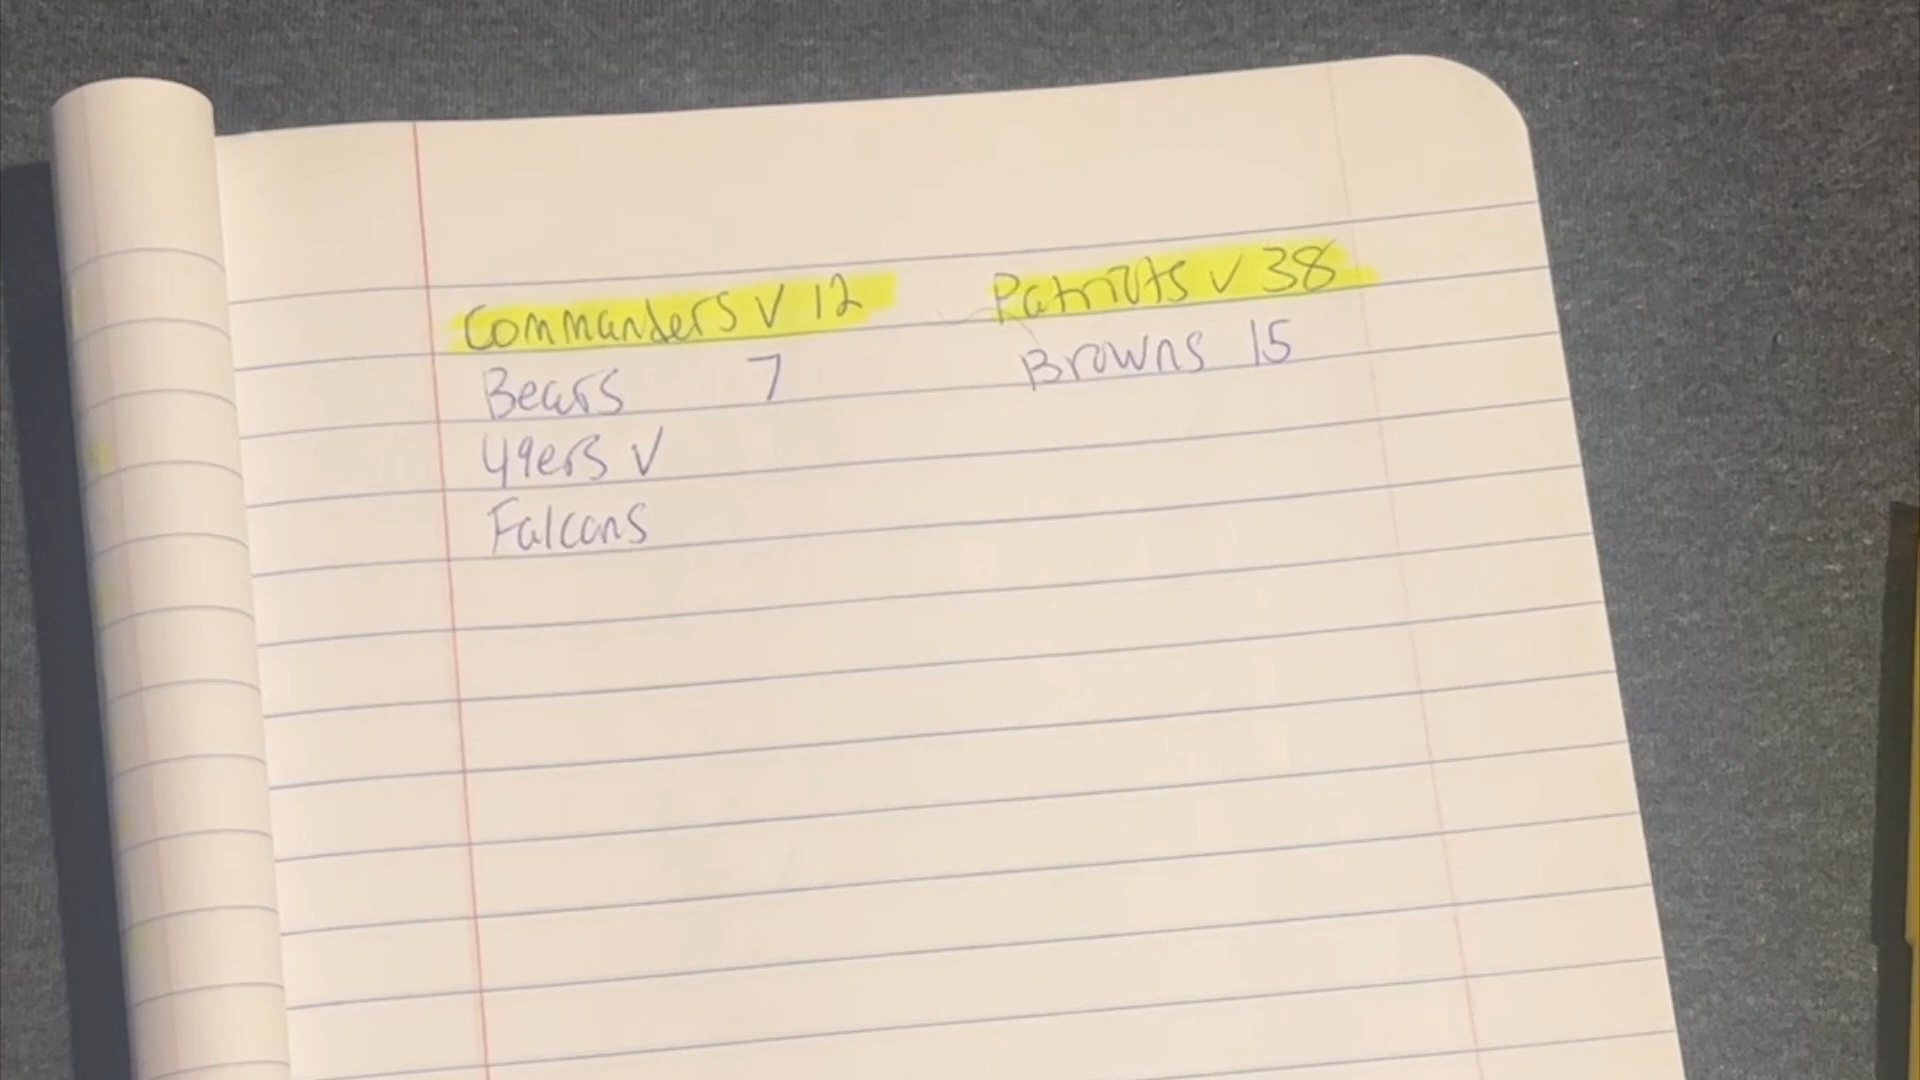 Commanders V 12 Patriots V 38
Bears 7 Browns 15
49ers V
Falcons